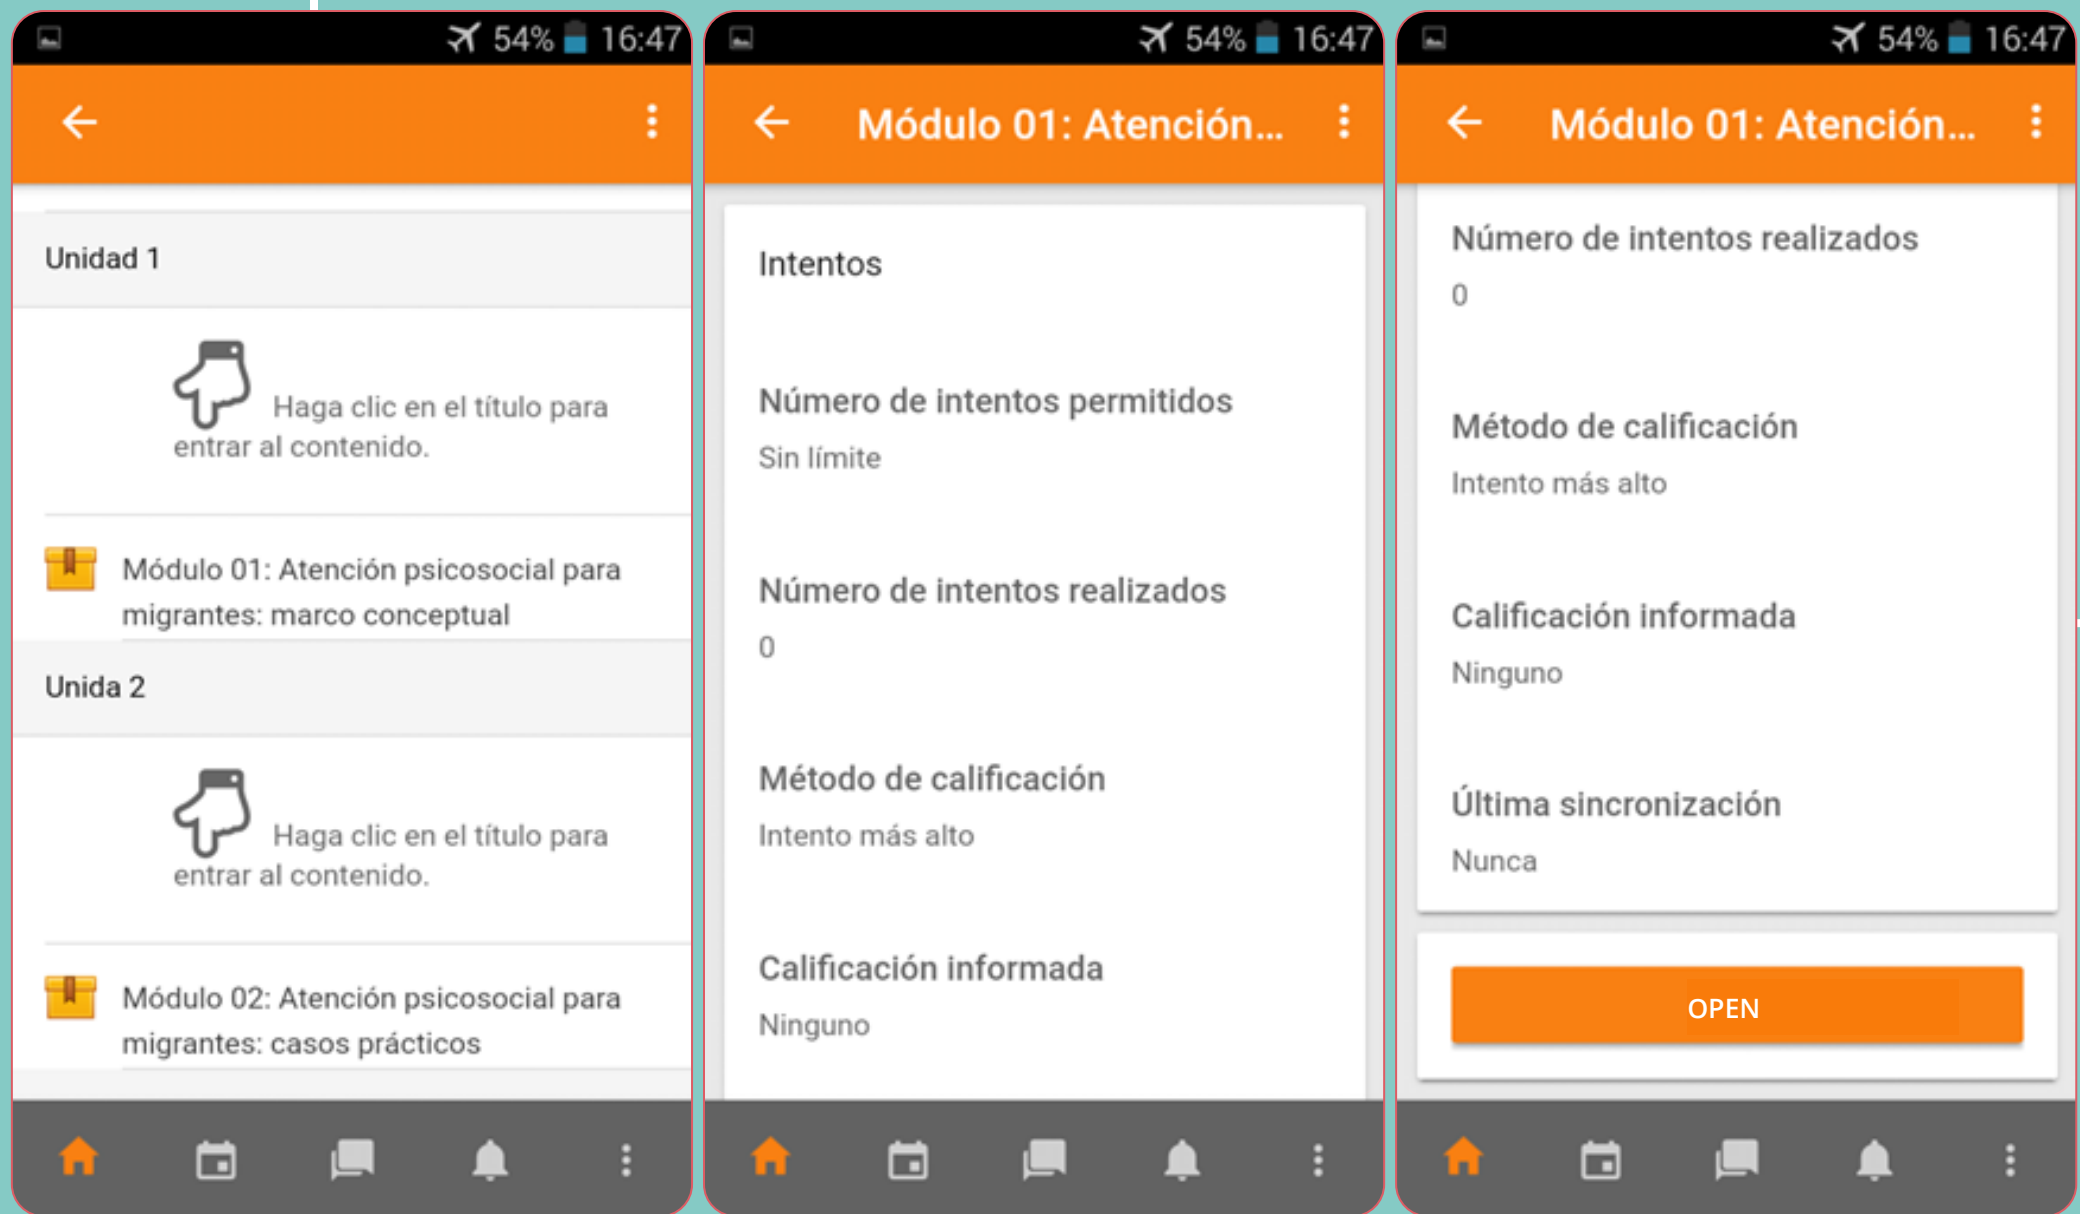 54% 16:47
Unidad 1
Haga clic en el título para
entrar al contenido.
Módulo 01: Atención psicosocial para
migrantes: marco conceptual
Unida 2
Haga clic en el título para
entrar al contenido.
Módulo 02: Atención psicosocial para
migrantes: casos prácticos
54% 16:47
Módulo 01: Atención...
Intentos
Número de intentos permitidos
Sin límite
Número de intentos realizados
0
Método de calificación
Intento más alto
Calificación informada
Ninguno
54% 16:47
Módulo 01: Atención...
Número de intentos realizados
0
Método de calificación
Intento más alto
Calificación informada
Ninguno
Última sincronización
Nunca
OPEN